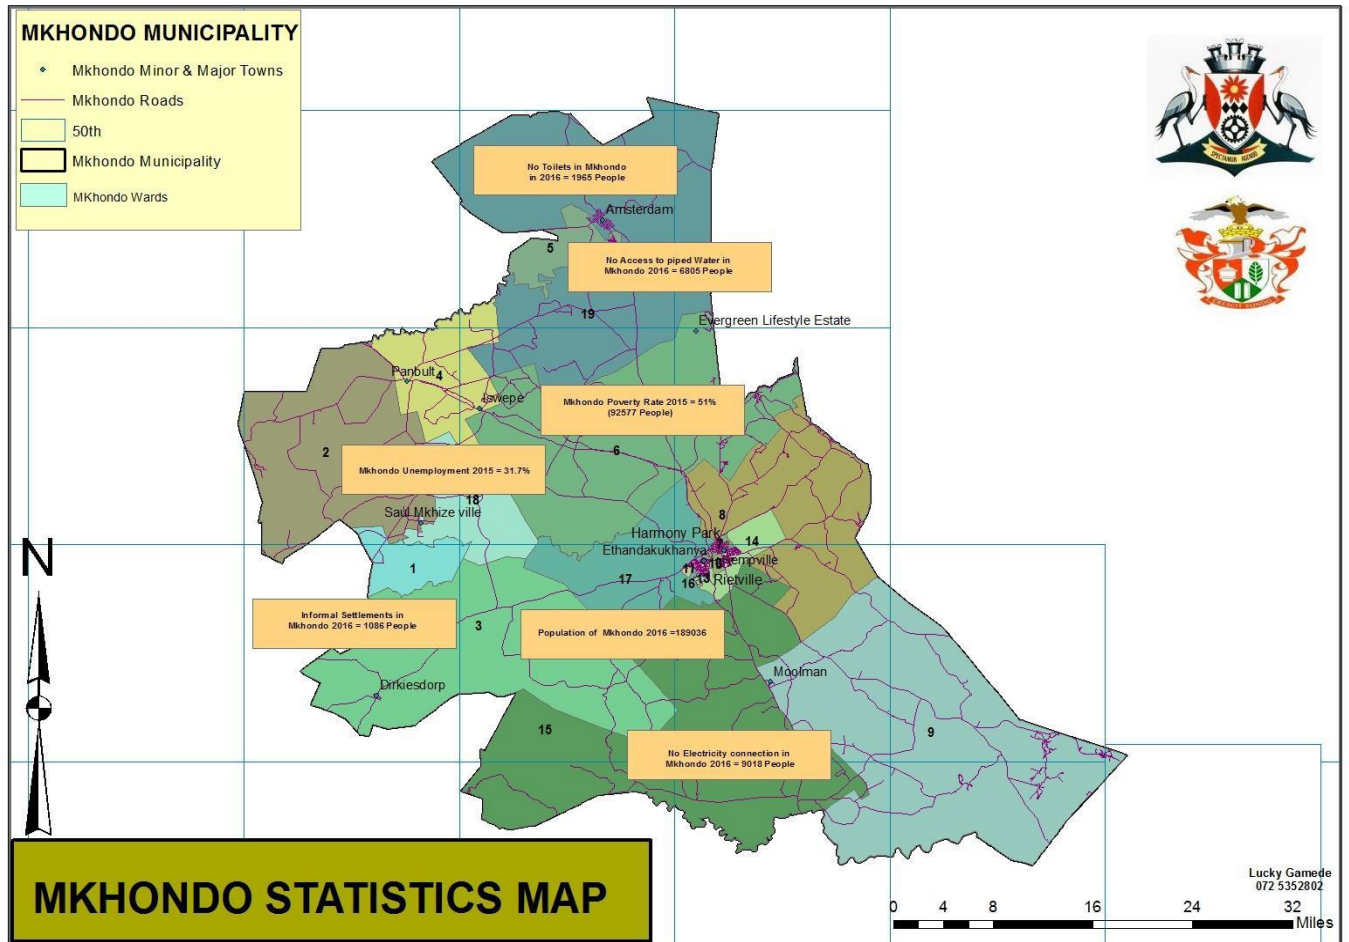 MKHONDO MUNICIPALITY
Mkhondo Minor & Major Towns
Mkhondo Roads
50th
Mkhondo Municipality
MKhondo Wards
SPECTAMUR AGENDO
No Toilets in Mkhondo
in 2016 = 1965 People
Amsterdam
5
No Access to piped Water in
Mkhondo 2016 = 6805 People
19
Evergreen Lifestyle Estate
Panbult
4
Iswepe
Mkhondo Poverty Rate 2015 = 51%
(92577 People)
2
6
Mkhondo Unemployment 2015 = 31.7%
18
Saul Mkhize ville
8
Harmony Park
14
Ethandakukhanya
1
11
10
17
16
13
Rietville
Informal Settlements in
Mkhondo 2016 = 1086 People
3
Population of Mkhondo 2016 =189036
Moolman
Dirkiesdorp
15
9
No Electricity connection in
Mkhondo 2016 = 9018 People
N
MKHONDO STATISTICS MAP
Lucky Gamede
072 5352802
0 4 8 16 24 32
Miles